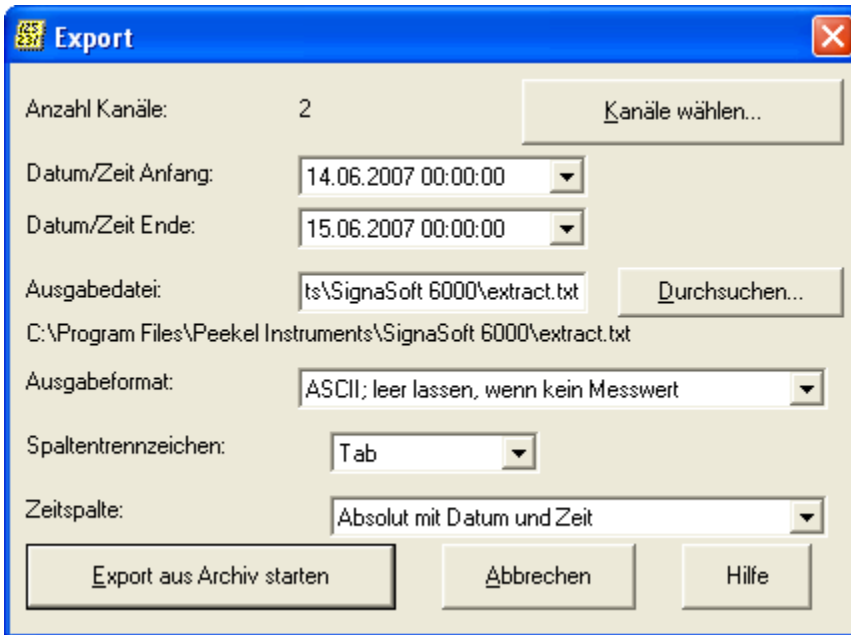 Export
Anzahl Kanäle: 2 Kanäle wählen...
Datum/Zeit Anfang: 14.06.2007 00:00:00
Datum/Zeit Ende: 15.06.2007 00:00:00
Ausgabedatei: ts\SignaSoft 6000\extract.txt Durchsuchen...
C:\Program Files\Peekel Instruments\SignaSoft 6000\extract.txt
Ausgabeformat: ASCII; leer lassen, wenn kein Messwert
Spaltentrennzeichen: Tab
Zeitspalte: Absolut mit Datum und Zeit
Export aus Archiv starten Abbrechen Hilfe